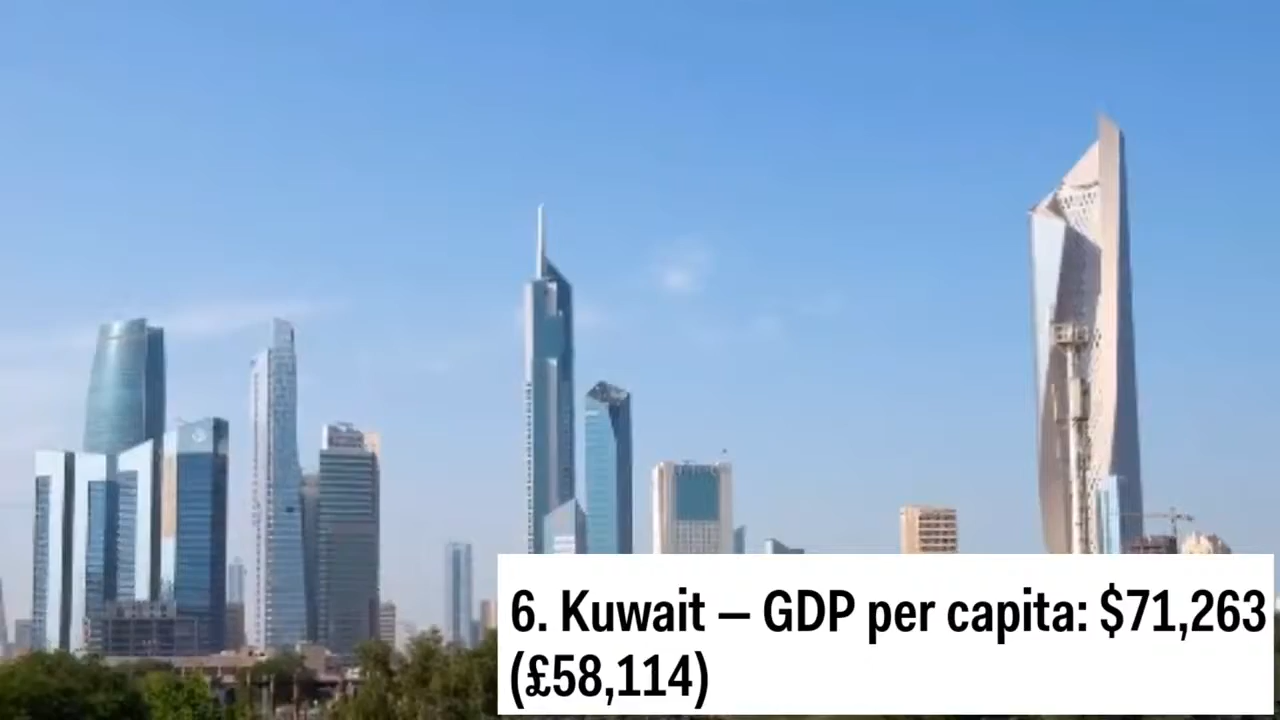 6. Kuwait – GDP per capita: $71,263
(£58,114)